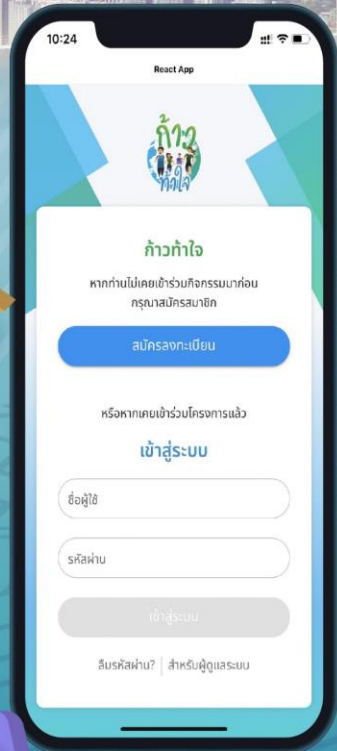 10:24
React App
ก้าว
ท้าใจ
ก้าวท้าใจ
หากท่านไม่เคยเข้าร่วมกิจกรรมมาก่อน
กรุณาสมัครสมาชิก
สมัครลงทะเบียน
หรือหากเคยเข้าร่วมโครงการแล้ว
เข้าสู่ระบบ
ชื่อผู้ใช้
รหัสผ่าน
เข้าสู่ระบบ
ลืมรหัสผ่าน? | สำหรับผู้ดูแลระบบ